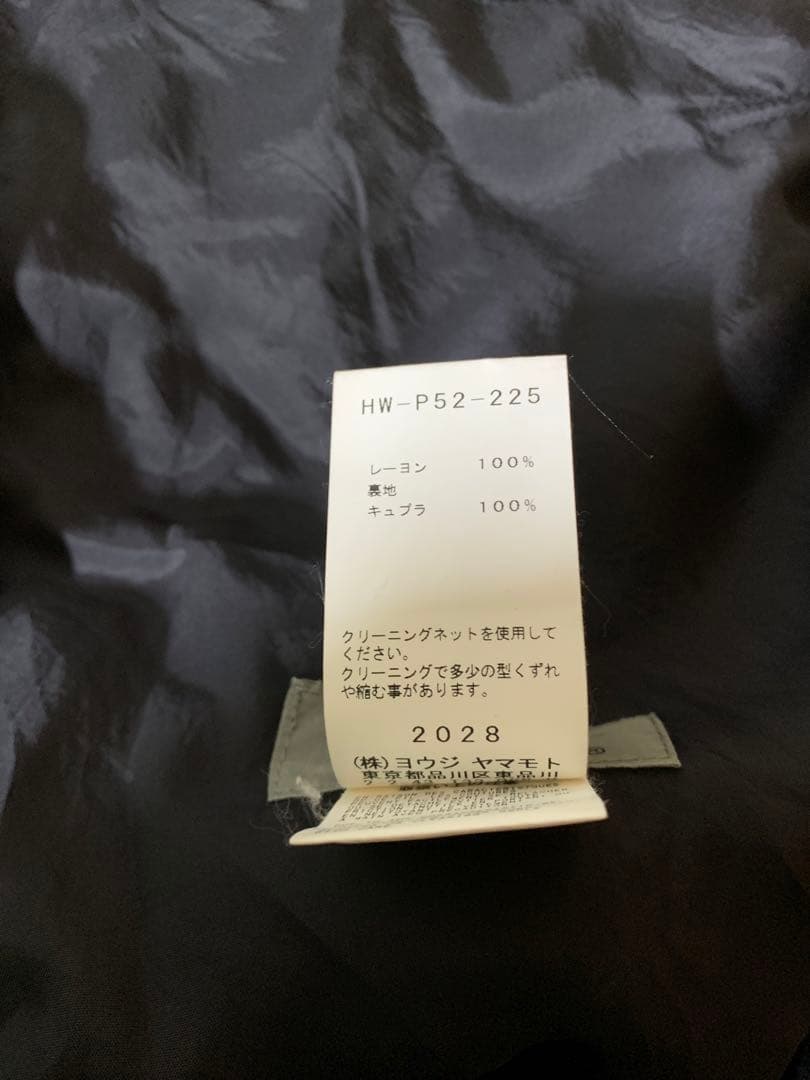 HW-P52-225
レーヨン 100%
裏地
キュプラ 100%
クリーニングネットを使用して
ください。
クリーニングで多少の型くずれ
や縮む事があります。
2028
(株)ヨウジ ヤマモト
東京都品川区東品川
®